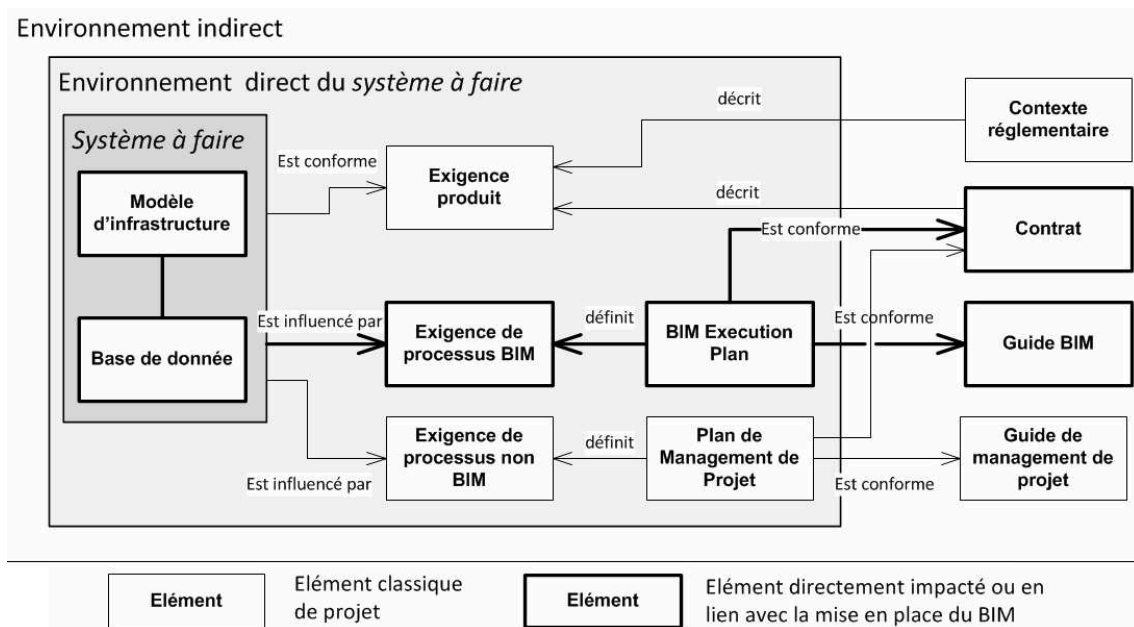 Environnement indirect
Environnement direct du système à faire
Système à faire
Modèle
d'infrastructure
Base de donnée
Est conforme
Exigence
produit
décrit
Contexte
réglementaire
décrit
Est conforme
Contrat
Est influencé par
Exigence de
processus BIM
définit
BIM Execution
Plan
Est conforme
Guide BIM
Est influencé par
Exigence de
processus non
BIM
définit
Plan de
Management de
Projet
Est conforme
Guide de
management de
projet
Elément
Elément classique
de projet
Elément
Elément directement impacté ou en
lien avec la mise en place du BIM